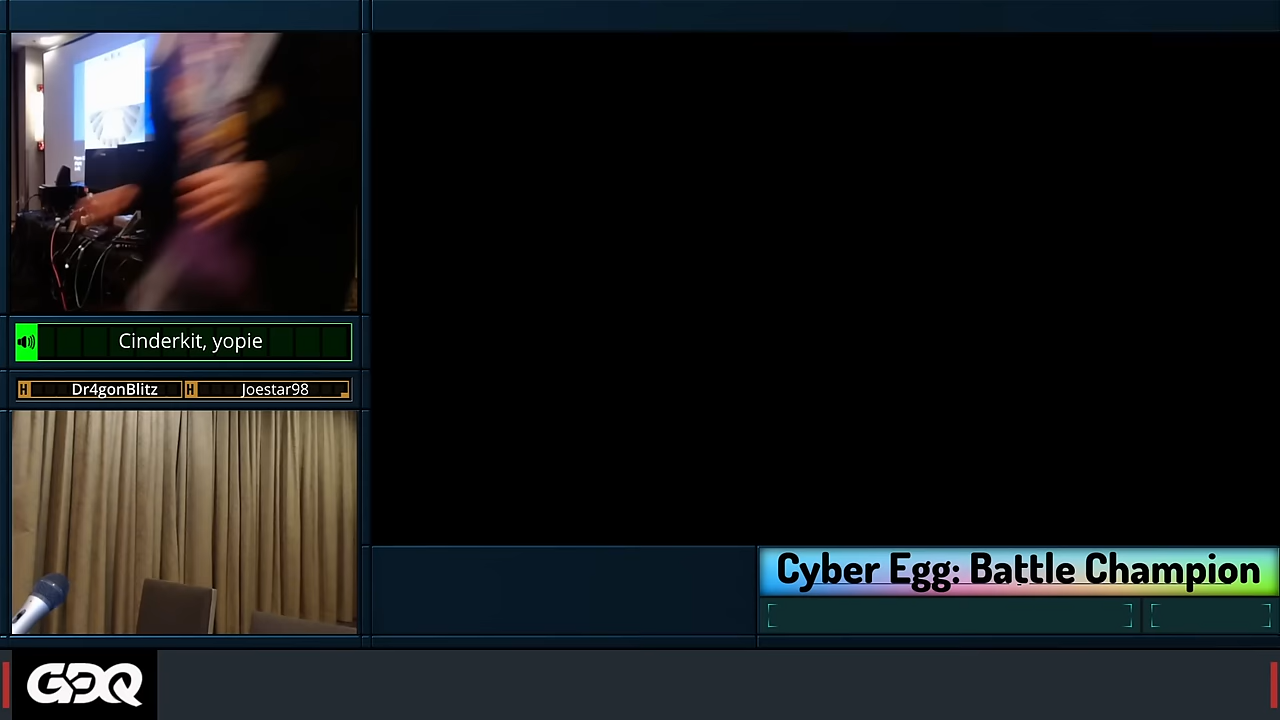 Cinderkit, yopie
H Dr4gonBlitz H Joestar98
Cyber Egg: Battle Champion
GDQ